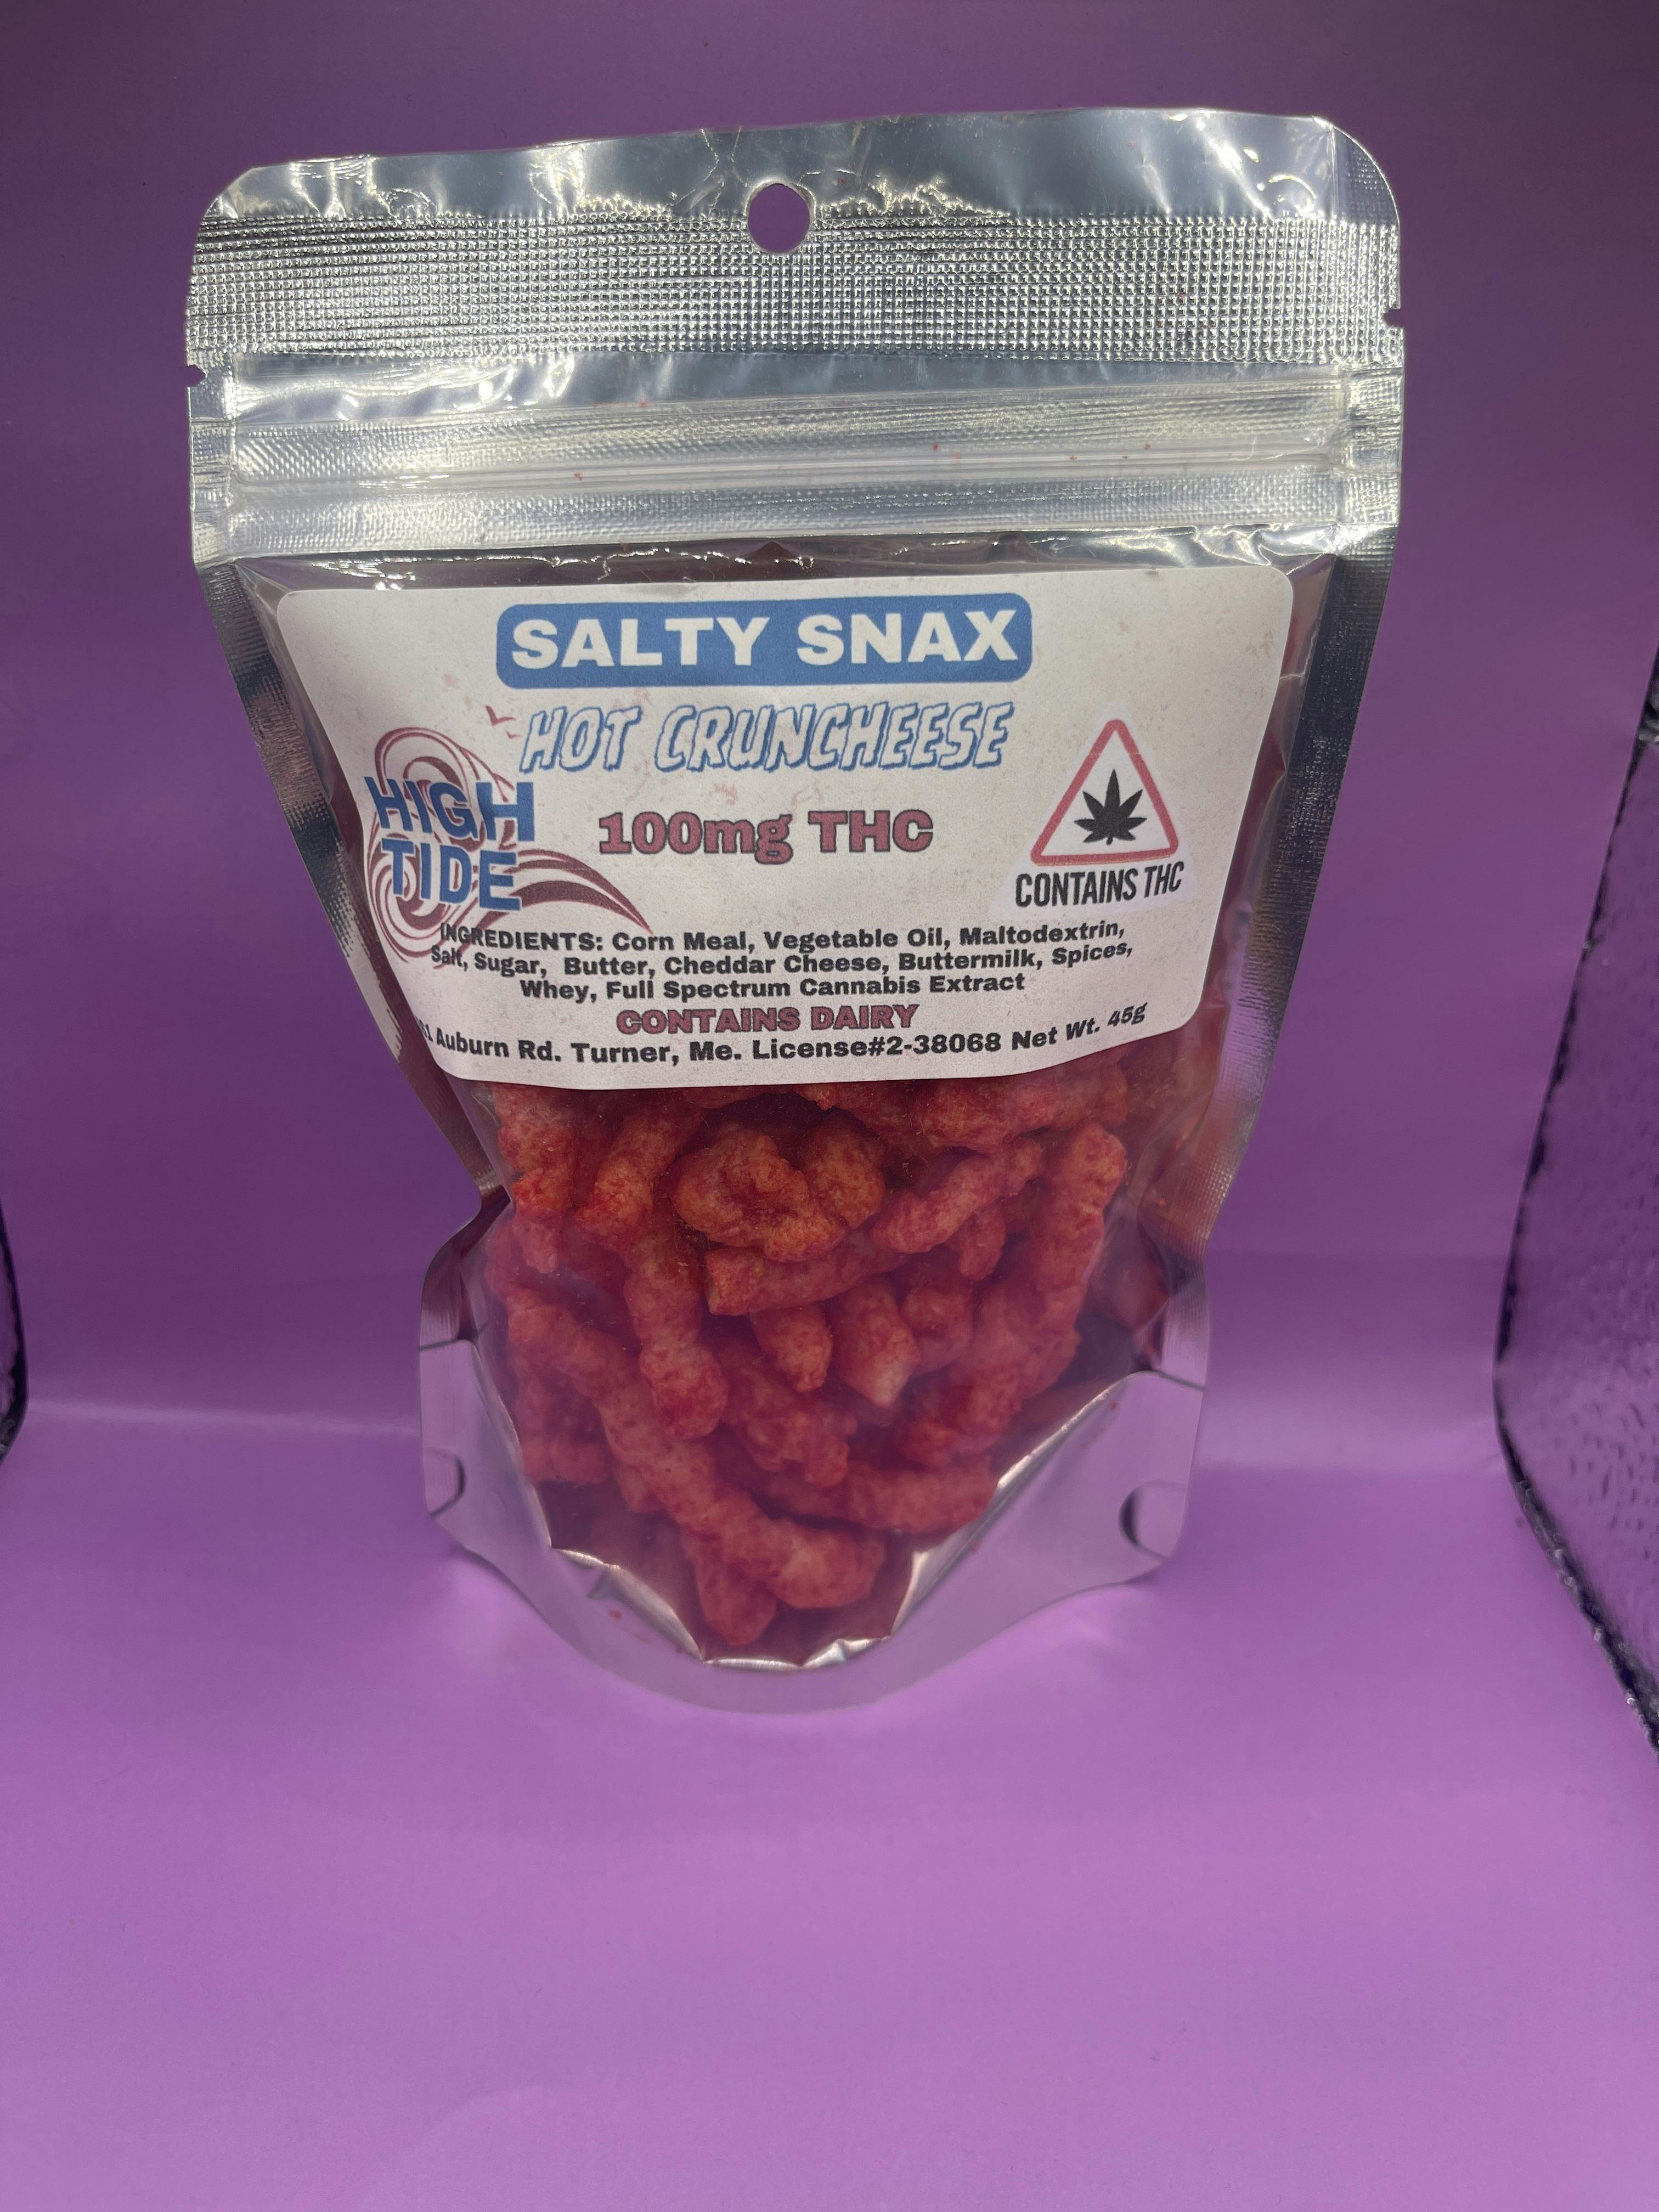 SALTY SNAX
HOT CRUNCHEESE
HIGH
TIDE
100mg THC
CONTAINS THC
INGREDIENTS: Corn Meal, Vegetable Oil, Maltodextrin,
Salt, Sugar, Butter, Cheddar Cheese, Buttermilk, Spices,
Whey, Full Spectrum Cannabis Extract
CONTAINS DAIRY
Auburn Rd. Turner, Me. License#2-38068 Net Wt. 45g